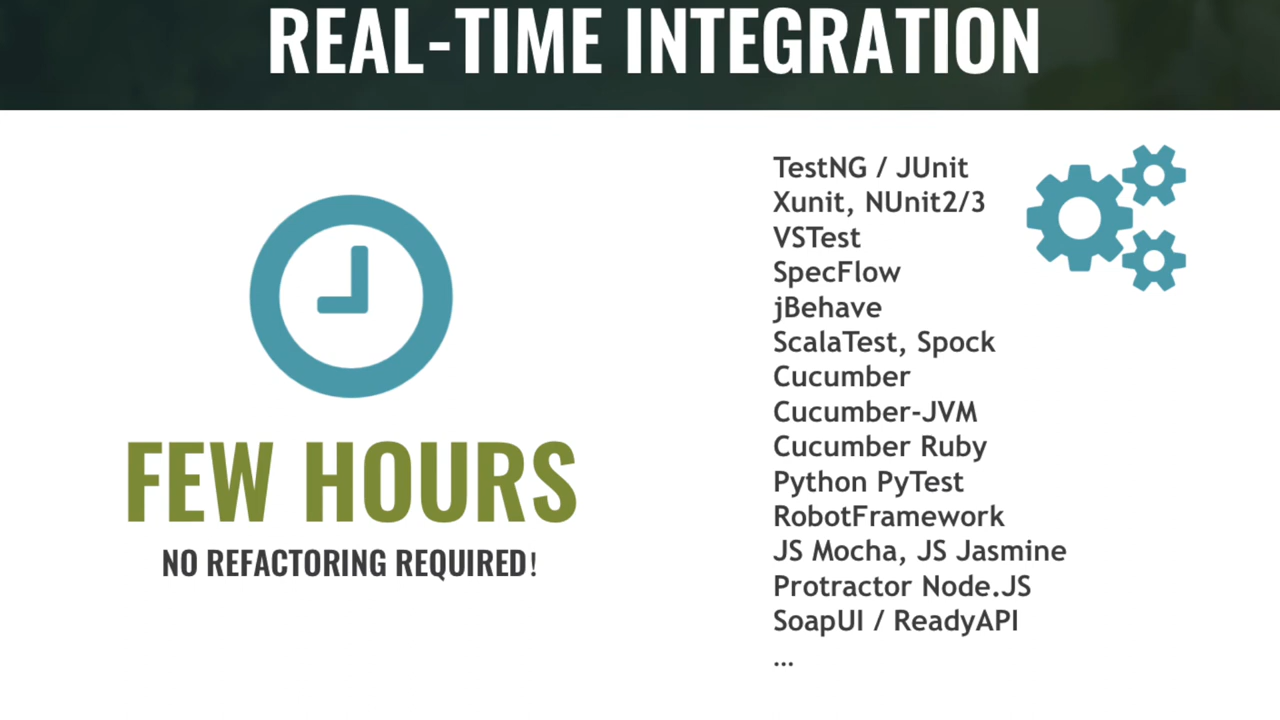 REAL-TIME INTEGRATION
FEW HOURS
NO REFACTORING REQUIRED!
TestNG / JUnit
Xunit, NUnit2/3
VSTest
SpecFlow
jBehave
ScalaTest, Spock
Cucumber
Cucumber-JVM
Cucumber Ruby
Python PyTest
RobotFramework
JS Mocha, JS Jasmine
Protractor Node.JS
SoapUI / ReadyAPI
...